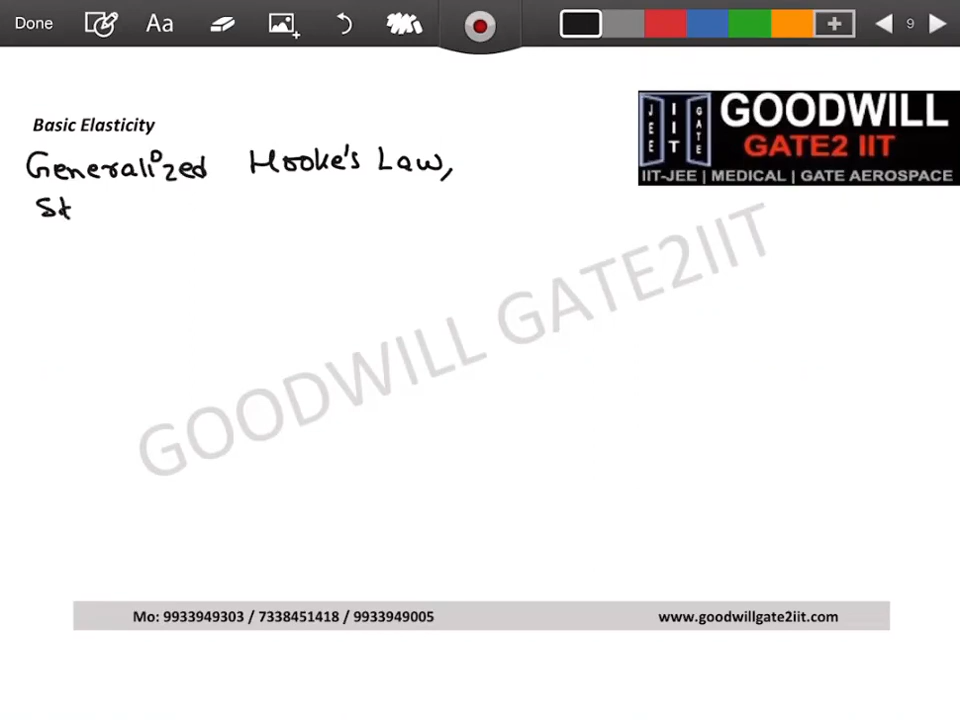 Done Aa 9
Basic Elasticity
Generalized Hooke's Law,
St
JEE IIT GATE GOODWILL
GATE2 IIT
IIT-JEE | MEDICAL | GATE AEROSPACE
GOODWILL GATE2IIT
Mo: 9933949303 / 7338451418 / 9933949005 www.goodwillgate2iit.com